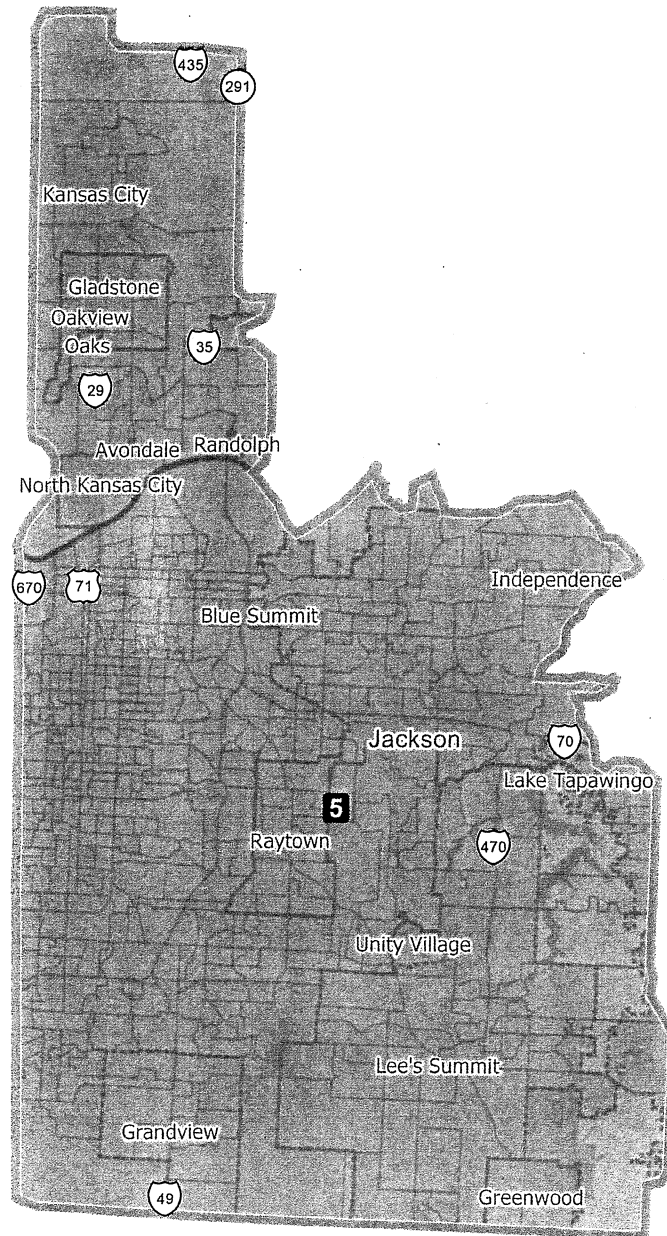 435
291
Kansas City
Gladstone
Oakview
Oaks
35
29
Avondale
Randolph
North Kansas City
670
71
Independence
Blue Summit
Jackson
70
Lake Tapawingo
5
Raytown
470
Unity Village
Lee's Summit
Grandview
49
Greenwood